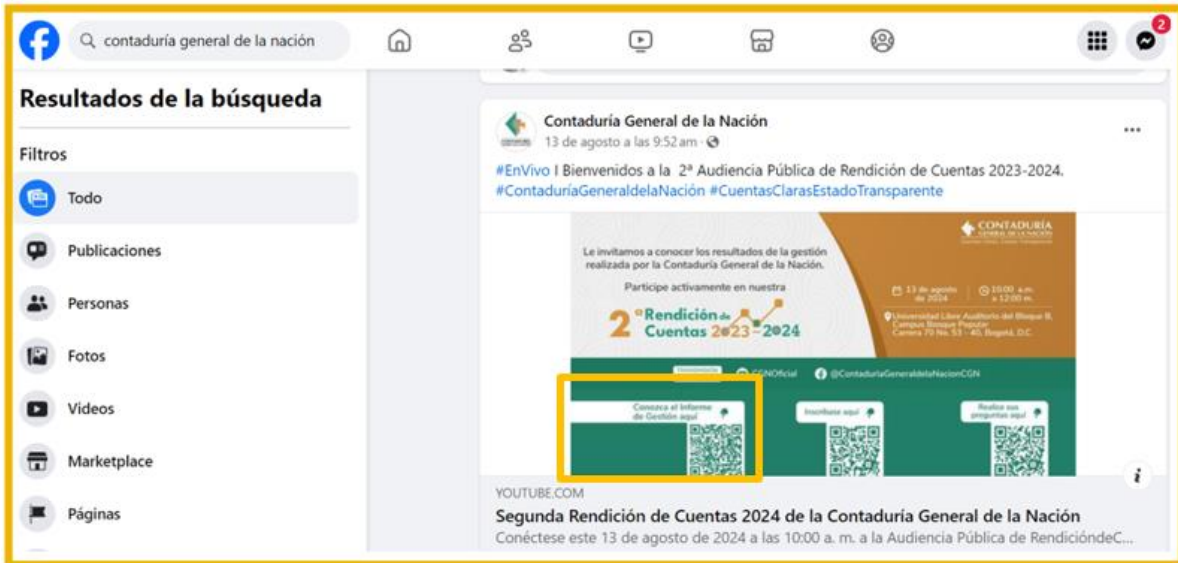 contaduría general de la nación
2
Resultados de la búsqueda
Filtros
Todo
Publicaciones
Personas
Fotos
Videos
Marketplace
Páginas
Contaduría General de la Nación
13 de agosto a las 9:52 am ·
#EnVivo l Bienvenidos a la 2ª Audiencia Pública de Rendición de Cuentas 2023-2024.
#ContaduríaGeneraldelaNación #CuentasClarasEstadoTransparente
CONTADURÍA
GENERAL DE LA NACIÓN
Le invitamos a conocer los resultados de la gestión
realizada por la Contaduría General de la Nación.
Participe activamente en nuestra
2ª Rendición de
Cuentas 2023-2024
13 de agosto
de 2024
10:00 a.m.
a 12:00 m.
Universidad Libre Auditorio del Bloque B,
Campus Bosque Popular
Carrera 70 No. 53 - 40, Bogotá, D.C.
CGNOficial
@ContaduriaGeneraldelaNacionCGN
Conozca el Informe
de Gestión aquí
Inscríbase aquí
Realice sus
preguntas aquí
YOUTUBE.COM
Segunda Rendición de Cuentas 2024 de la Contaduría General de la Nación
Conéctese este 13 de agosto de 2024 a las 10:00 a. m. a la Audiencia Pública de RendicióndeC...